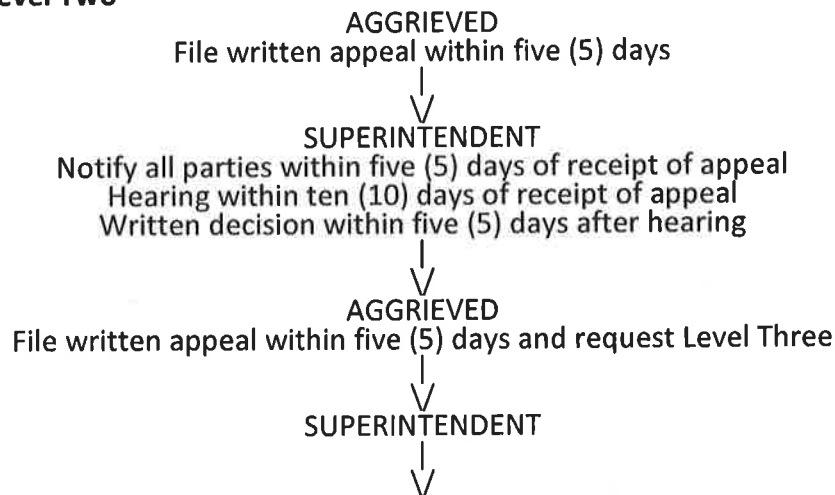 Level Two
AGGRIEVED
File written appeal within five (5) days
SUPERINTENDENT
Notify all parties within five (5) days of receipt of appeal
Hearing within ten (10) days of receipt of appeal
Written decision within five (5) days after hearing
AGGRIEVED
File written appeal within five (5) days and request Level Three
SUPERINTENDENT